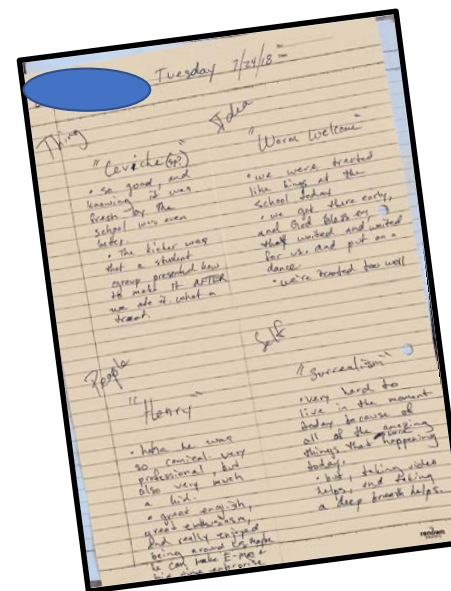 Tuesday 7/24/18
Thing
"Ceviche (sp?)"
• so good, and
knowing it was
fresh by the
school was even
better.
• The kicker was
that a student
group presented how
to make it AFTER
we ate it. what a
treat.
Idea
"Warm Welcome"
• we were treated
like kings at the
school today
• we got there early,
and God bless em,
they waited and waited
for us. and put on a
dance.
• we're treated too well
People
"Henry"
• haha he was
so comical. very
professional, but
also very much
a kid.
• great english,
great enthusiasm,
and really enjoyed
being around us. maybe
he can make E-Mo a
Self
"Surrealism"
• very hard to
live in the moment
today because of
all of the amazing
things that were happening
today.
• but, taking video
helps, and taking
a deep breath helps.